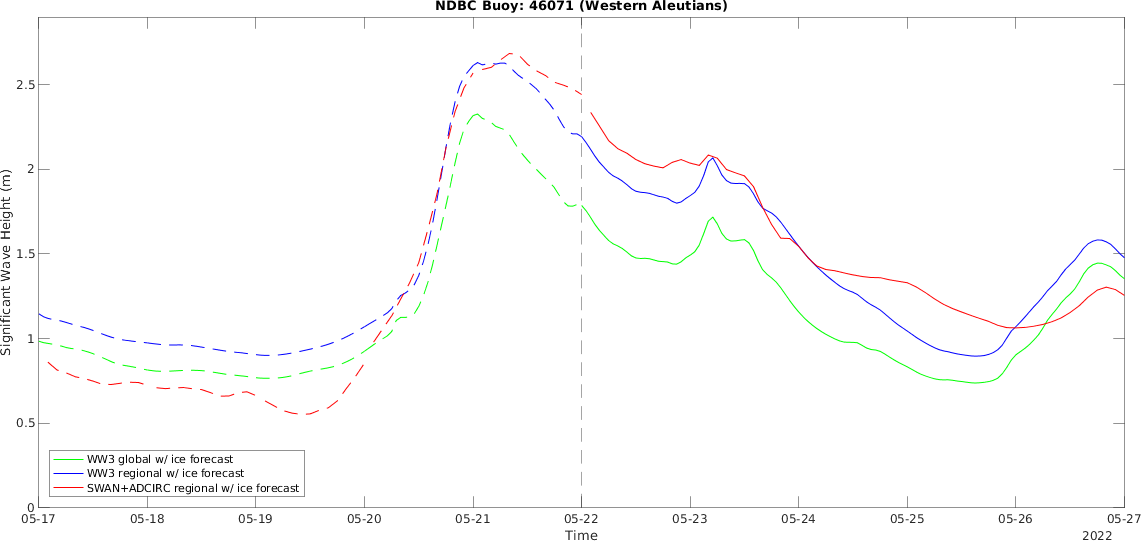 NDBC Buoy: 46071 (Western Aleutians)
Significant Wave Height (m)
2.5
2
1.5
1
0.5
0
WW3 global w/ ice forecast
WW3 regional w/ ice forecast
SWAN+ADCIRC regional w/ ice forecast
05-17 05-18 05-19 05-20 05-21 05-22 05-23 05-24 05-25 05-26 05-27
Time 2022